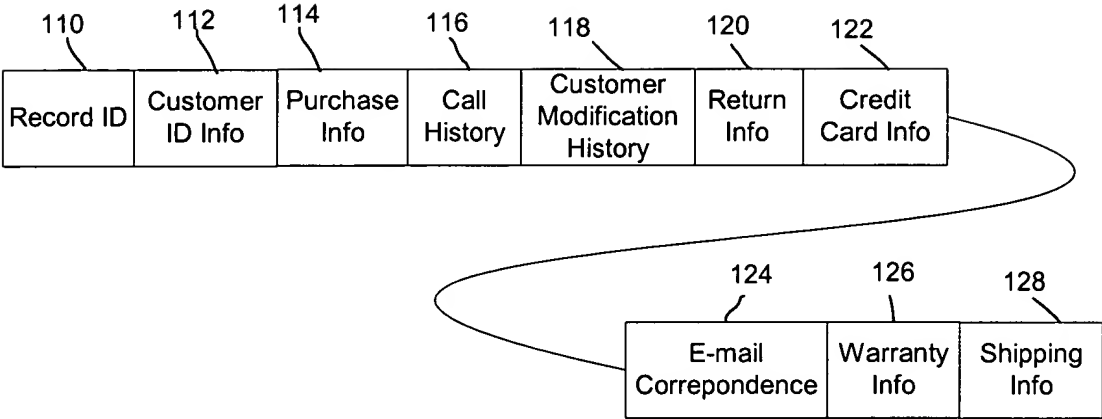 110
112
114
116
118
120
122
Record ID
Customer
ID Info
Purchase
Info
Call
History
Customer
Modification
History
Return
Info
Credit
Card Info
124
126
128
E-mail
Correpondence
Warranty
Info
Shipping
Info